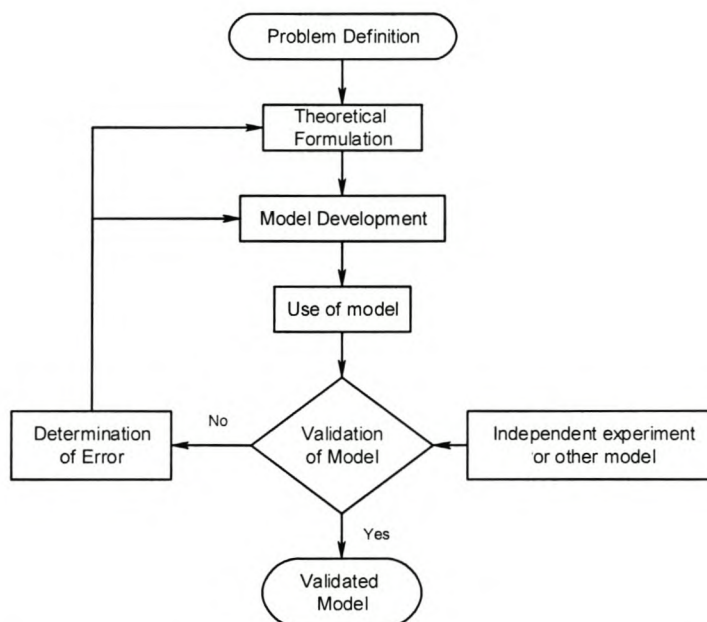 Problem Definition
Theoretical
Formulation
Model Development
Use of model
No
Determination
of Error
Validation
of Model
Independent experiment
or other model
Yes
Validated
Model